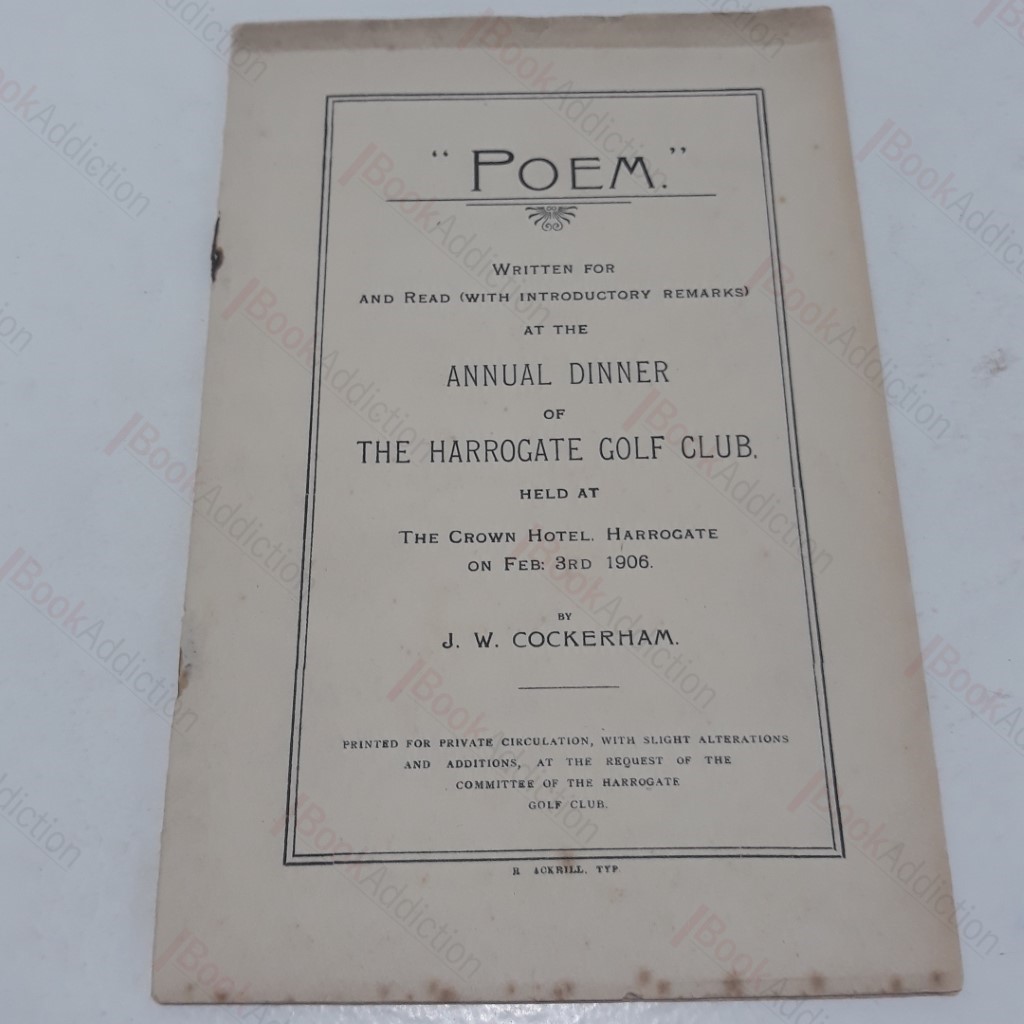 “ POEM. ”
WRITTEN FOR
AND READ (WITH INTRODUCTORY REMARKS)
AT THE
ANNUAL DINNER
OF
THE HARROGATE GOLF CLUB,
HELD AT
THE CROWN HOTEL, HARROGATE
ON FEB: 3RD 1906.
BY
J. W. COCKERHAM.
PRINTED FOR PRIVATE CIRCULATION, WITH SLIGHT ALTERATIONS
AND ADDITIONS, AT THE REQUEST OF THE
COMMITTEE OF THE HARROGATE
GOLF CLUB.
R ACKRILL, TYP
BookAddiction